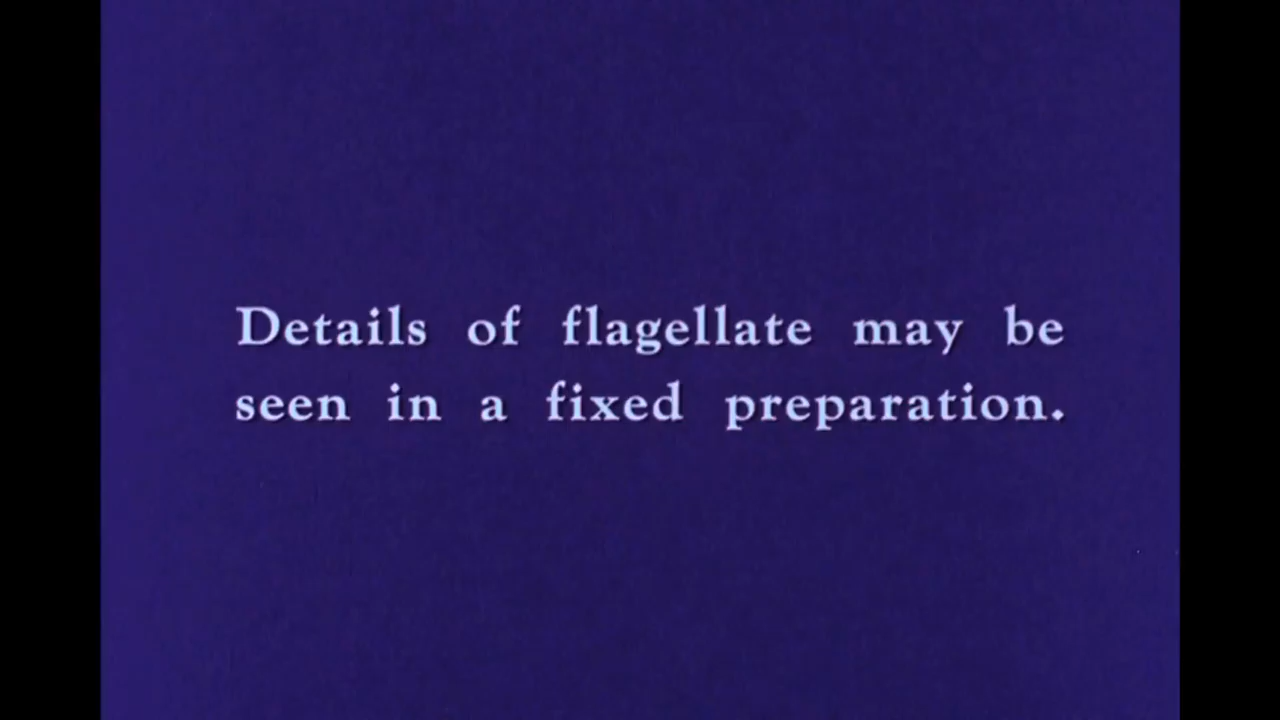 Details of flagellate may be
seen in a fixed preparation.